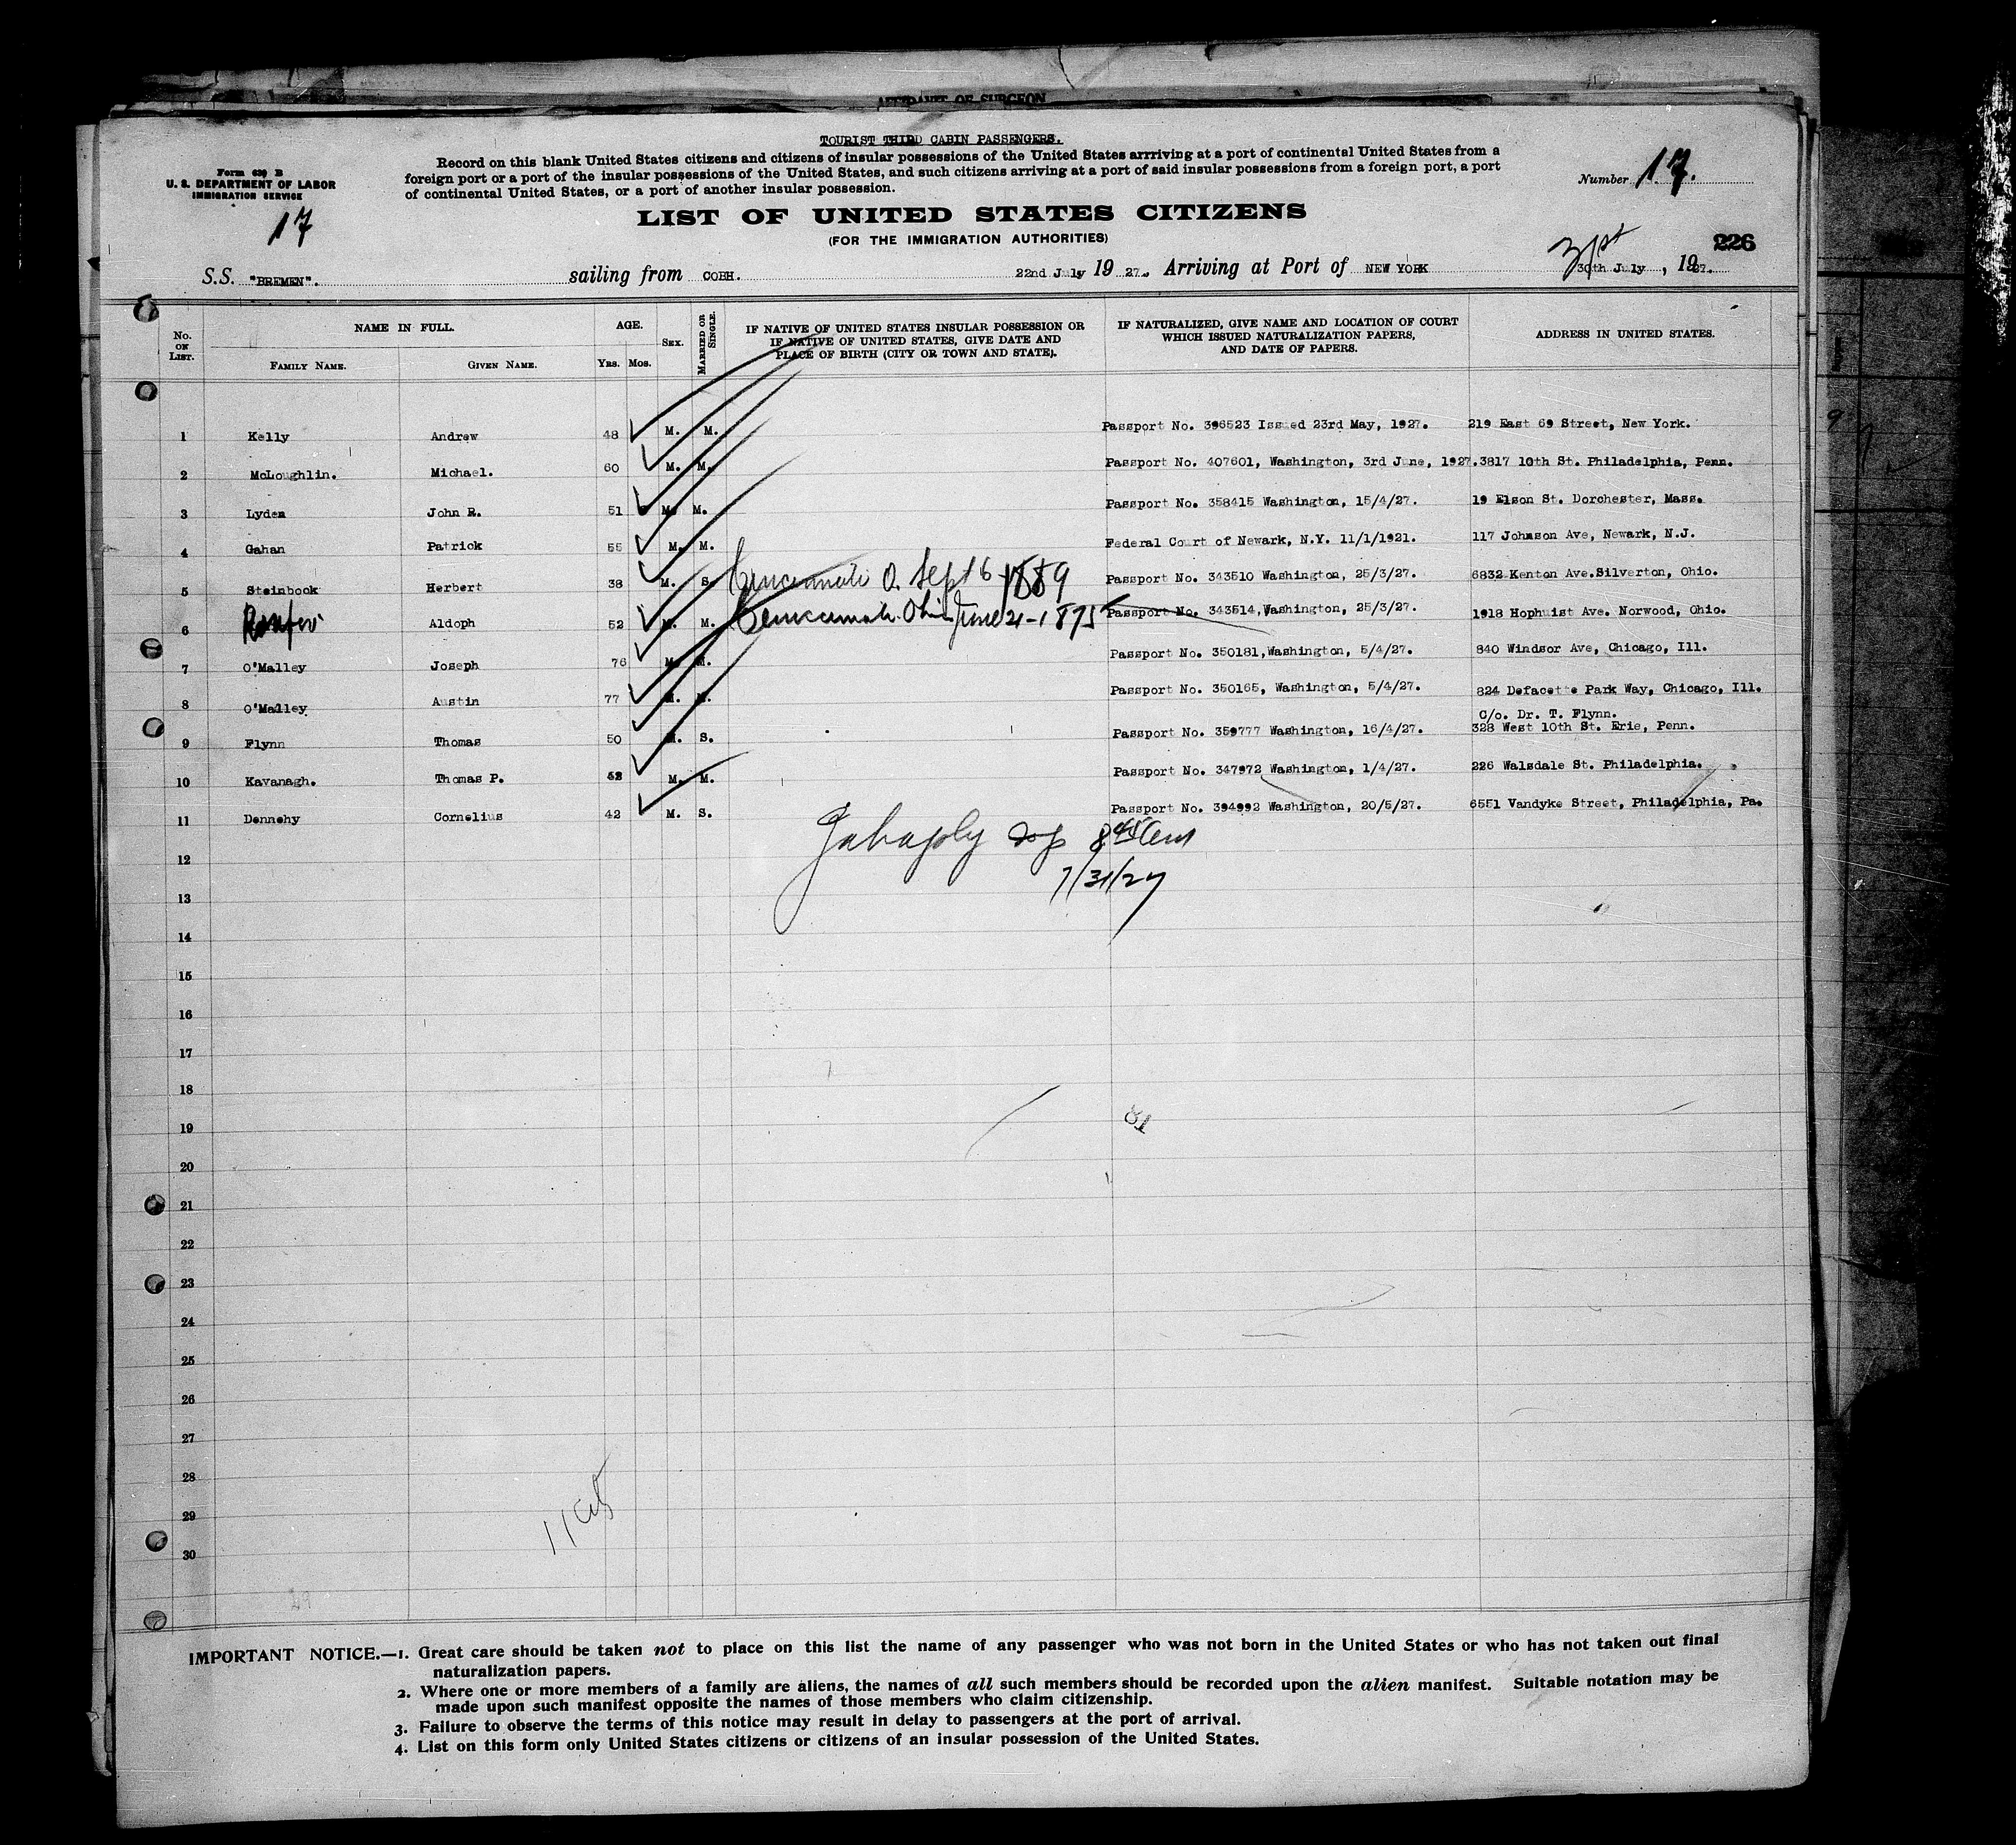 AFFIDAVIT OF SURGEON
TOURIST THIRD CABIN PASSENGERS.
Form 630 B
U. S. DEPARTMENT OF LABOR
IMMIGRATION SERVICE
17
Record on this blank United States citizens and citizens of insular possessions of the United States arrriving at a port of continental United States from a
foreign port or a port of the insular possessions of the United States, and such citizens arriving at a port of said insular possessions from a foreign port, a port
of continental United States, or a port of another insular possession.
Number 17.
LIST OF UNITED STATES CITIZENS
(FOR THE IMMIGRATION AUTHORITIES)
226
31st
S.S. "BREMEN". sailing from COBH. 22nd July 19 27. Arriving at Port of NEW YORK 30th July, 1927.
No. ON LIST. NAME IN FULL. AGE. SEX. MARRIED OR SINGLE. IF NATIVE OF UNITED STATES INSULAR POSSESSION OR IF NATIVE OF UNITED STATES, GIVE DATE AND PLACE OF BIRTH (CITY OR TOWN AND STATE). IF NATURALIZED, GIVE NAME AND LOCATION OF COURT WHICH ISSUED NATURALIZATION PAPERS, AND DATE OF PAPERS. ADDRESS IN UNITED STATES.
FAMILY NAME. GIVEN NAME. YRS. MOS.
1 Kelly Andrew 48 M. M. Passport No. 396523 Issued 23rd May, 1927. 219 East 69 Street, New York.
2 McLoughlin. Michael. 60 M. M. Passport No. 407601, Washington, 3rd June, 1927. 3817 10th St. Philadelphia, Penn.
3 Lyden John R. 51 M. M. Passport No. 358415 Washington, 15/4/27. 19 Elson St. Dorchester, Mass.
4 Gahan Patrick 55 M. M. Federal Court of Newark, N.Y. 11/1/1921. 117 Johnson Ave, Newark, N.J.
5 Steinbock Herbert 38 M. S. Cincinnati O. Sept 6 1889 Passport No. 343510 Washington, 25/3/27. 6832 Kenton Ave. Silverton, Ohio.
6 Aldoph 52 M. M. Cincinnati Ohio June 21-1875 Passport No. 343514, Washington, 25/3/27. 1918 Hophuist Ave. Norwood, Ohio.
7 O'Malley Joseph 76 M. M. Passport No. 350181, Washington, 5/4/27. 840 Windsor Ave, Chicago, Ill.
8 O'Malley Austin 77 M. M. Passport No. 350165, Washington, 5/4/27. 824 Defacette Park Way, Chicago, Ill.
C/o. Dr. T. Flynn.
9 Flynn Thomas 50 M. S. Passport No. 359777 Washington, 16/4/27. 328 West 10th St. Erie, Penn.
10 Kavanagh. Thomas P. 52 M. M. Passport No. 347972 Washington, 1/4/27. 226 Walsdale St. Philadelphia.
11 Dennehy Cornelius 42 M. S. Passport No. 394992 Washington, 20/5/27. 6551 Vandyke Street, Philadelphia, Pa.
12
7/31/27
13
14
15
16
17
18
19
20
21
22
23
24
25
26
27
28
29
30
IMPORTANT NOTICE.—1. Great care should be taken not to place on this list the name of any passenger who was not born in the United States or who has not taken out final
naturalization papers.
2. Where one or more members of a family are aliens, the names of all such members should be recorded upon the alien manifest. Suitable notation may be
made upon such manifest opposite the names of those members who claim citizenship.
3. Failure to observe the terms of this notice may result in delay to passengers at the port of arrival.
4. List on this form only United States citizens or citizens of an insular possession of the United States.